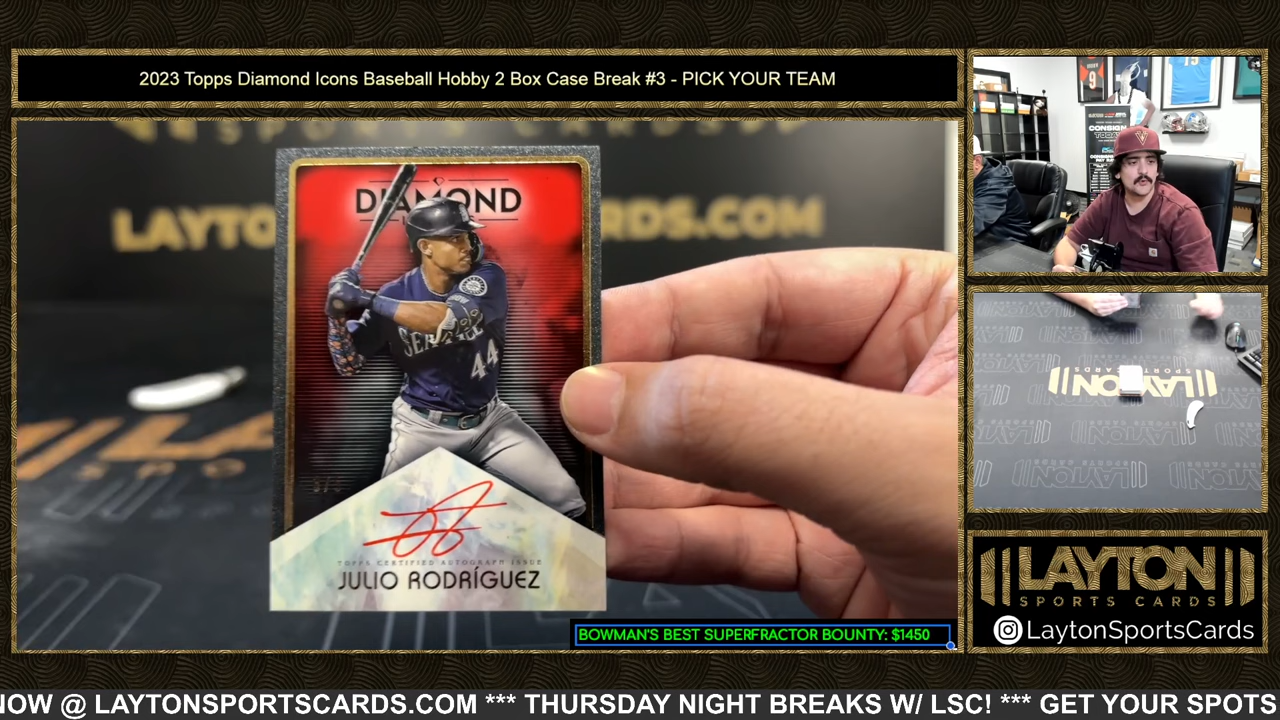 2023 Topps Diamond Icons Baseball Hobby 2 Box Case Break #3 - PICK YOUR TEAM
DIAMOND
SEATTLE
44
TOPPS CERTIFIED AUTOGRAPH ISSUE
JULIO RODRÍGUEZ
BOWMAN'S BEST SUPERFRACTOR BOUNTY: $1450
CONSIGN
TODAY
LAYTON
LAYTON
SPORTS CARDS
LaytonSportsCards
NOW @ LAYTONSPORTSCARDS.COM *** THURSDAY NIGHT BREAKS W/ LSC! *** GET YOUR SPOTS